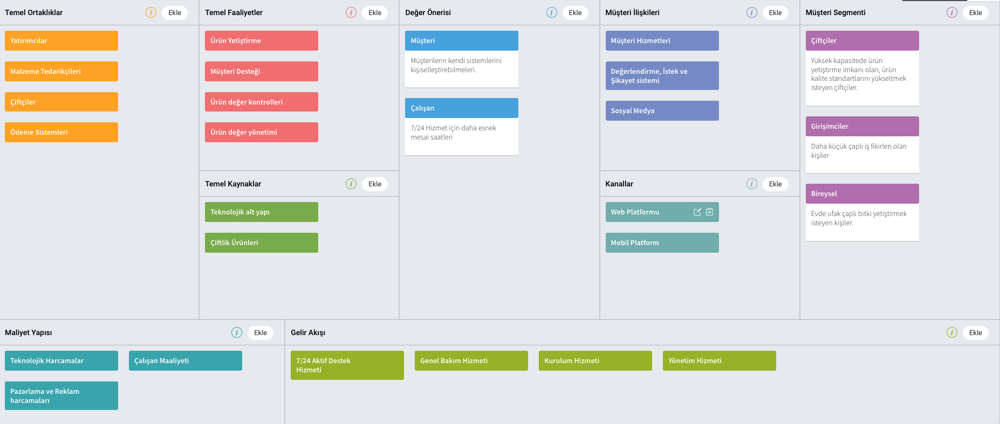 Temel Ortaklıklar
i
Ekle
Yatırımcılar
Malzeme Tedarikçileri
Çiftçiler
Ödeme Sistemleri
Temel Faaliyetler
i
Ekle
Ürün Yetiştirme
Müşteri Desteği
Ürün değer kontrolleri
Ürün değer yönetimi
Temel Kaynaklar
i
Ekle
Teknolojik alt yapı
Çiftlik Ürünleri
Değer Önerisi
i
Ekle
Müşteri
Müşterilerin kendi sistemlerini
kişiselleştirebilmeleri.
Çalışan
7/24 Hizmet için daha esnek
mesai saatleri
Müşteri İlişkileri
i
Ekle
Müşteri Hizmetleri
Değerlendirme, İstek ve
Şikayet sistemi
Sosyal Medya
Kanallar
i
Ekle
Web Platformu
Mobil Platform
Müşteri Segmenti
i
Ekle
Çiftçiler
Yüksek kapasitede ürün
yetiştirme imkanı olan, ürün
kalite standartlarını yükseltmek
isteyen çiftçiler.
Girişimciler
Daha küçük çaplı iş fikirleri olan
kişiler
Bireysel
Evde ufak çaplı bitki yetiştirmek
isteyen kişiler.
Maliyet Yapısı
i
Ekle
Teknolojik Harcamalar
Çalışan Maaliyeti
Pazarlama ve Reklam
harcamaları
Gelir Akışı
i
Ekle
7/24 Aktif Destek
Hizmeti
Genel Bakım Hizmeti
Kurulum Hizmeti
Yönetim Hizmeti